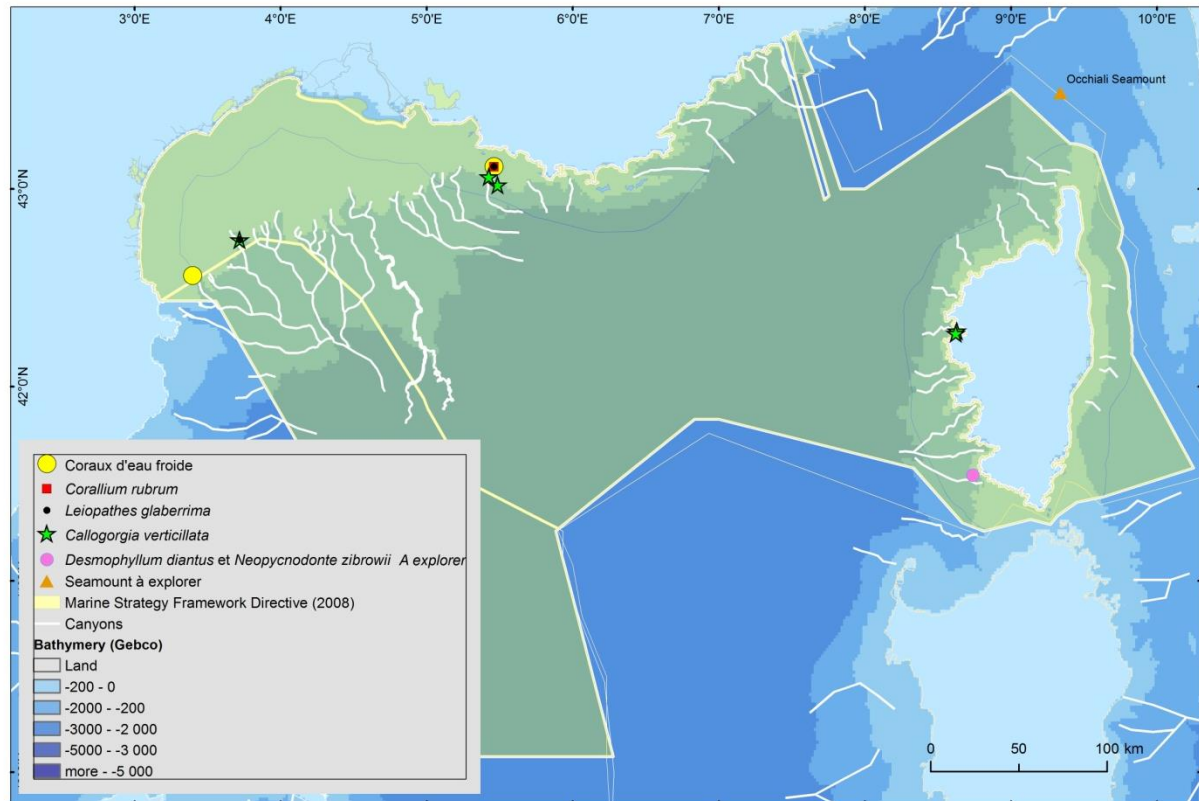 3°0'E 4°0'E 5°0'E 6°0'E 7°0'E 8°0'E 9°0'E 10°0'E
Occhiali Seamount
43°0'N
42°0'N
Coraux d'eau froide
Corallium rubrum
Leiopathes glaberrima
Callogorgia verticillata
Desmophyllum diantus et Neopycnodonte zibrowii A explorer
Seamount à explorer
Marine Strategy Framework Directive (2008)
Canyons
Bathymery (Gebco)
Land
-200 - 0
-2000 - -200
-3000 - -2 000
-5000 - -3 000
more - -5 000
0 50 100 km